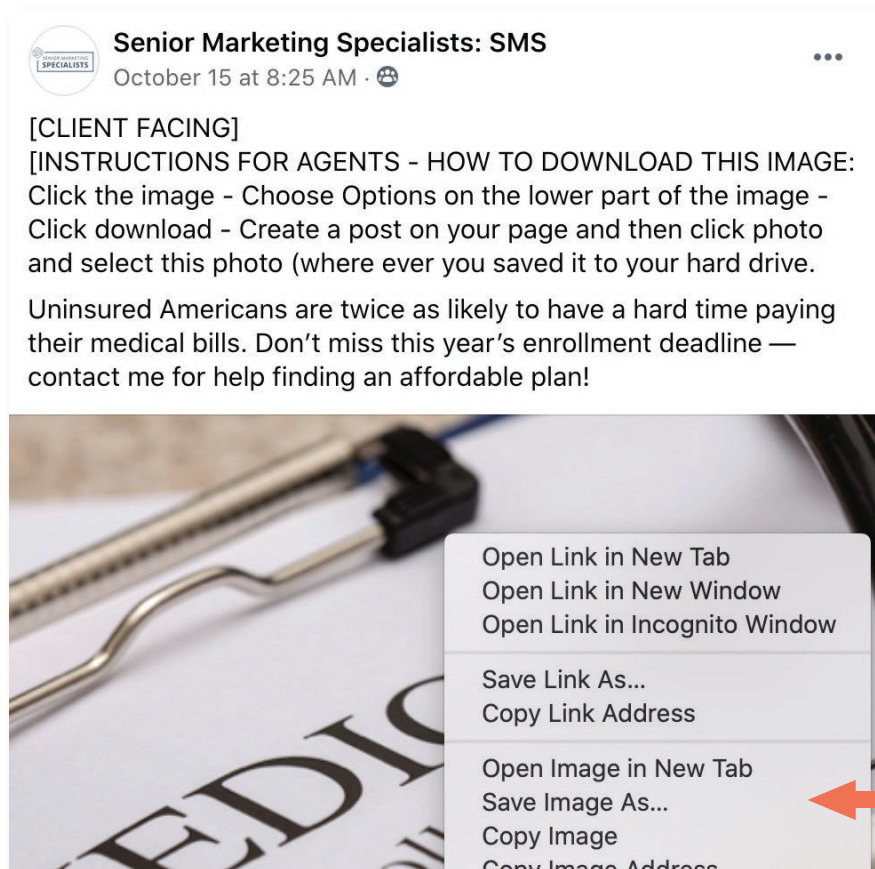 SENIOR MARKETING
SPECIALISTS
Senior Marketing Specialists: SMS
October 15 at 8:25 AM ·
[CLIENT FACING]
[INSTRUCTIONS FOR AGENTS - HOW TO DOWNLOAD THIS IMAGE:
Click the image - Choose Options on the lower part of the image -
Click download - Create a post on your page and then click photo
and select this photo (where ever you saved it to your hard drive.
Uninsured Americans are twice as likely to have a hard time paying
their medical bills. Don’t miss this year’s enrollment deadline —
contact me for help finding an affordable plan!
Open Link in New Tab
Open Link in New Window
Open Link in Incognito Window
Save Link As...
Copy Link Address
Open Image in New Tab
Save Image As...
Copy Image
Copy Image Address
EDIC